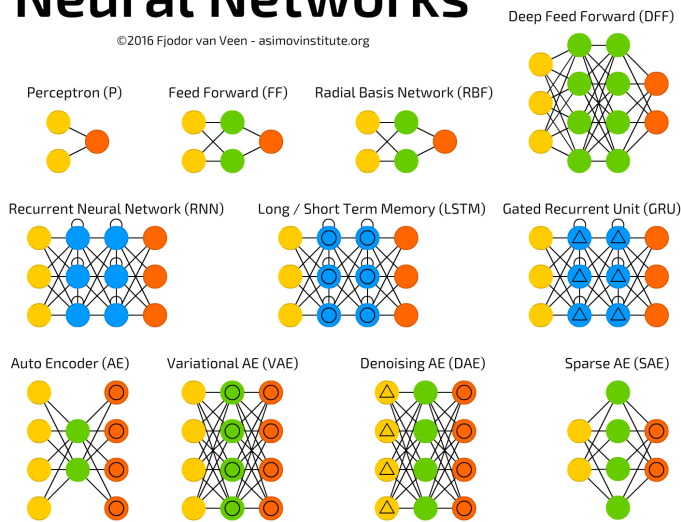 Neural Networks
©2016 Fjodor van Veen - asimovinstitute.org
Deep Feed Forward (DFF)
Perceptron (P)
Feed Forward (FF)
Radial Basis Network (RBF)
Recurrent Neural Network (RNN)
Long / Short Term Memory (LSTM)
Gated Recurrent Unit (GRU)
Auto Encoder (AE)
Variational AE (VAE)
Denoising AE (DAE)
Sparse AE (SAE)